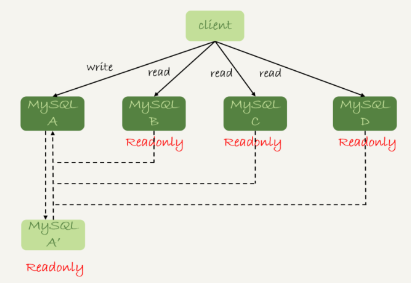 client
write
read
read
read
MySQL
A
MySQL
B
MySQL
C
MySQL
D
Readonly
Readonly
Readonly
MySQL
A'
Readonly